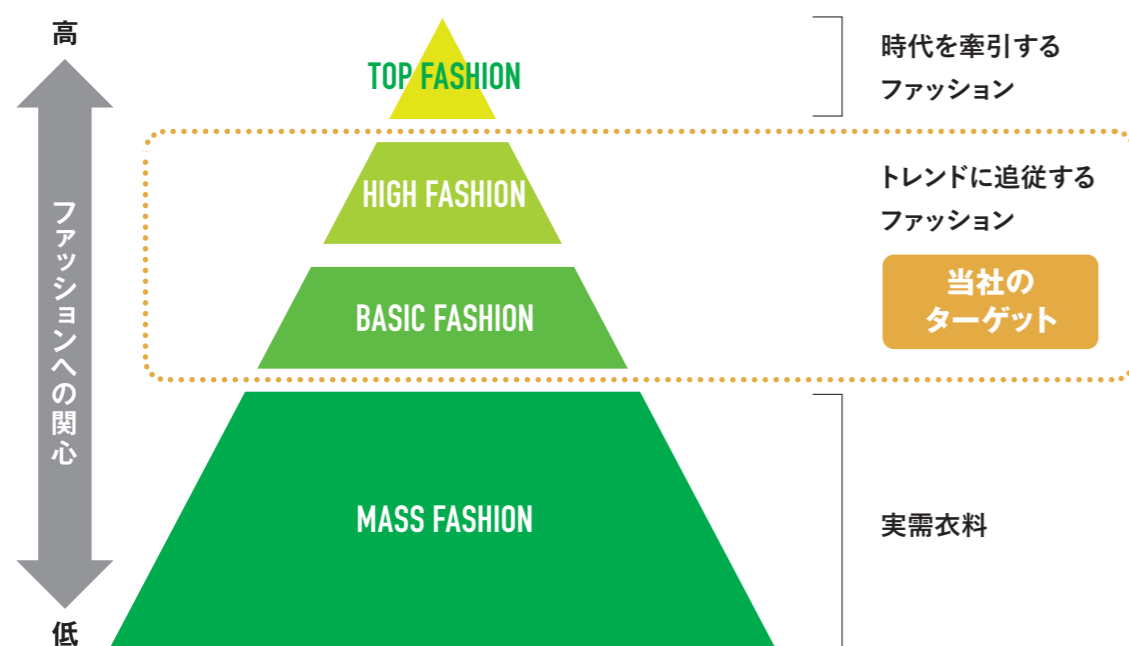 高
TOP FASHION
時代を牽引する
ファッション
HIGH FASHION
トレンドに追従する
ファッション
当社の
ターゲット
ファッションへの関心
BASIC FASHION
MASS FASHION
実需衣料
低